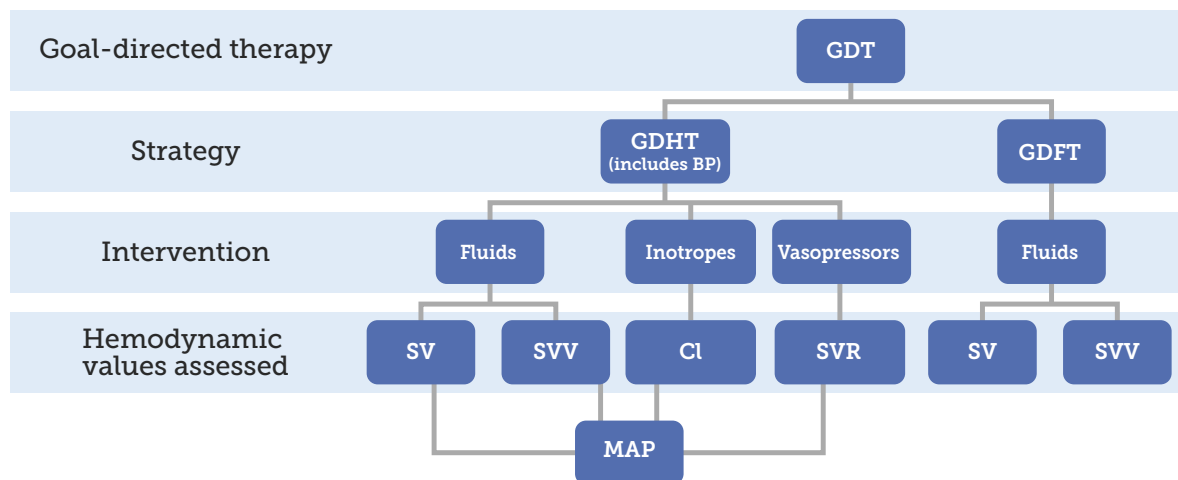 Goal-directed therapy
GDT
Strategy
GDHT
(includes BP)
GDFT
Intervention
Fluids
Inotropes
Vasopressors
Fluids
Hemodynamic
values assessed
SV
SVV
Cl
SVR
SV
SVV
MAP